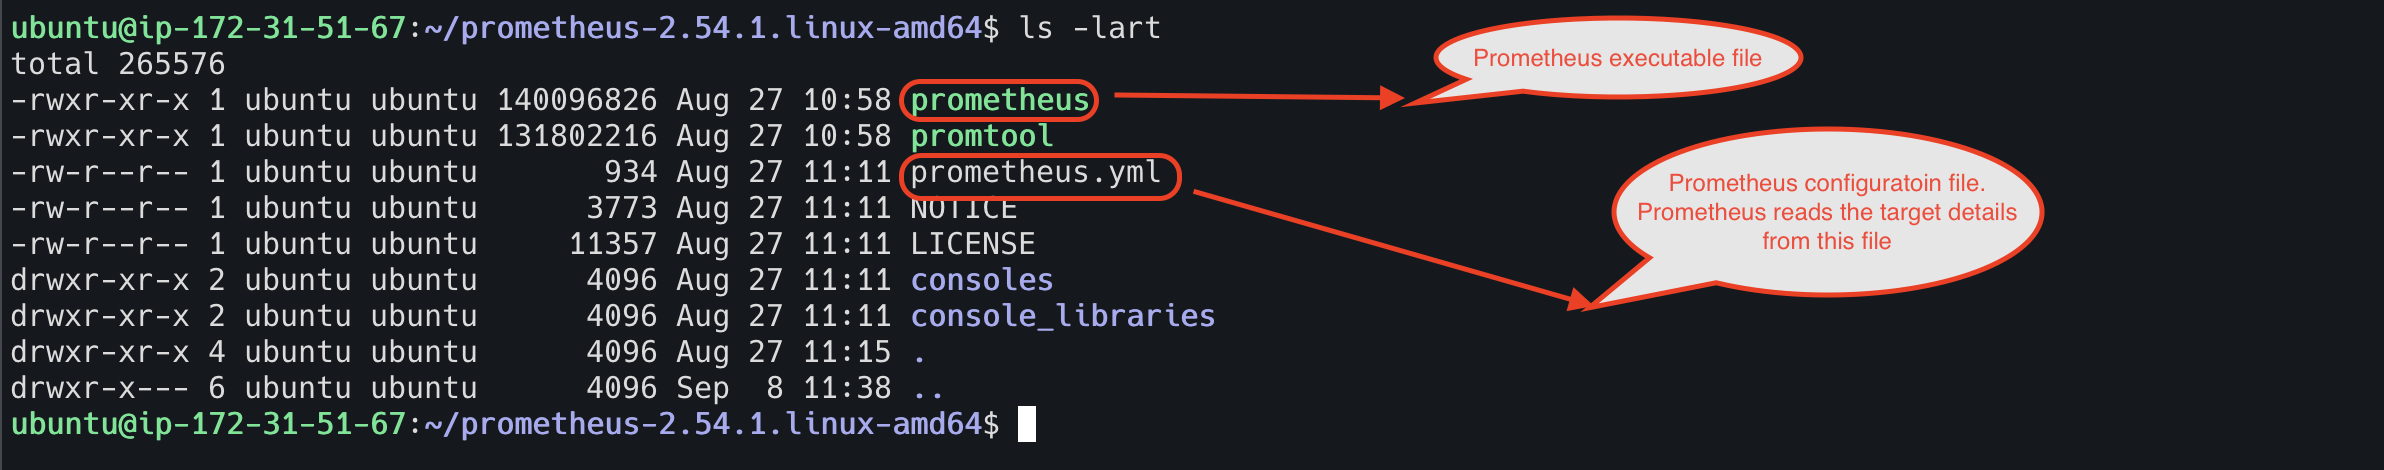 ubuntu@ip-172-31-51-67:~/prometheus-2.54.1.linux-amd64$ ls -lart
total 265576
-rwxr-xr-x 1 ubuntu ubuntu 140096826 Aug 27 10:58 prometheus
-rwxr-xr-x 1 ubuntu ubuntu 131802216 Aug 27 10:58 promtool
-rw-r--r-- 1 ubuntu ubuntu       934 Aug 27 11:11 prometheus.yml
-rw-r--r-- 1 ubuntu ubuntu      3773 Aug 27 11:11 NOTICE
-rw-r--r-- 1 ubuntu ubuntu     11357 Aug 27 11:11 LICENSE
drwxr-xr-x 2 ubuntu ubuntu      4096 Aug 27 11:11 consoles
drwxr-xr-x 2 ubuntu ubuntu      4096 Aug 27 11:11 console_libraries
drwxr-xr-x 4 ubuntu ubuntu      4096 Aug 27 11:15 .
drwxr-x--- 6 ubuntu ubuntu      4096 Sep  8 11:38 ..
ubuntu@ip-172-31-51-67:~/prometheus-2.54.1.linux-amd64$
Prometheus executable file
Prometheus configuratoin file.
Prometheus reads the target details
from this file